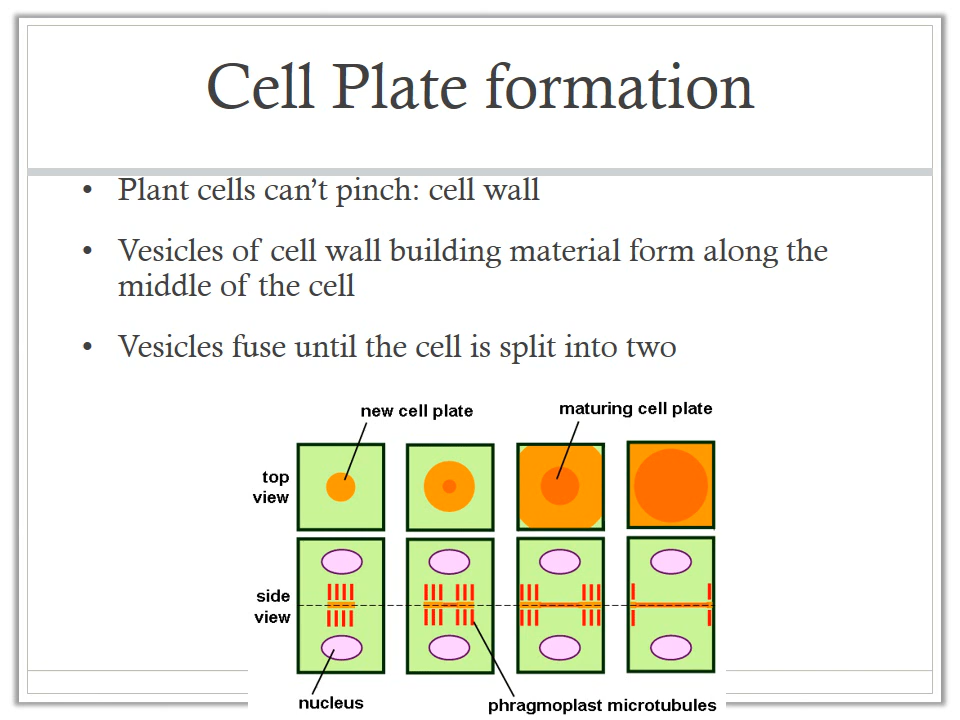 Cell Plate formation
• Plant cells can’t pinch: cell wall
• Vesicles of cell wall building material form along the
middle of the cell
• Vesicles fuse until the cell is split into two
new cell plate
maturing cell plate
top
view
side
view
nucleus
phragmoplast microtubules